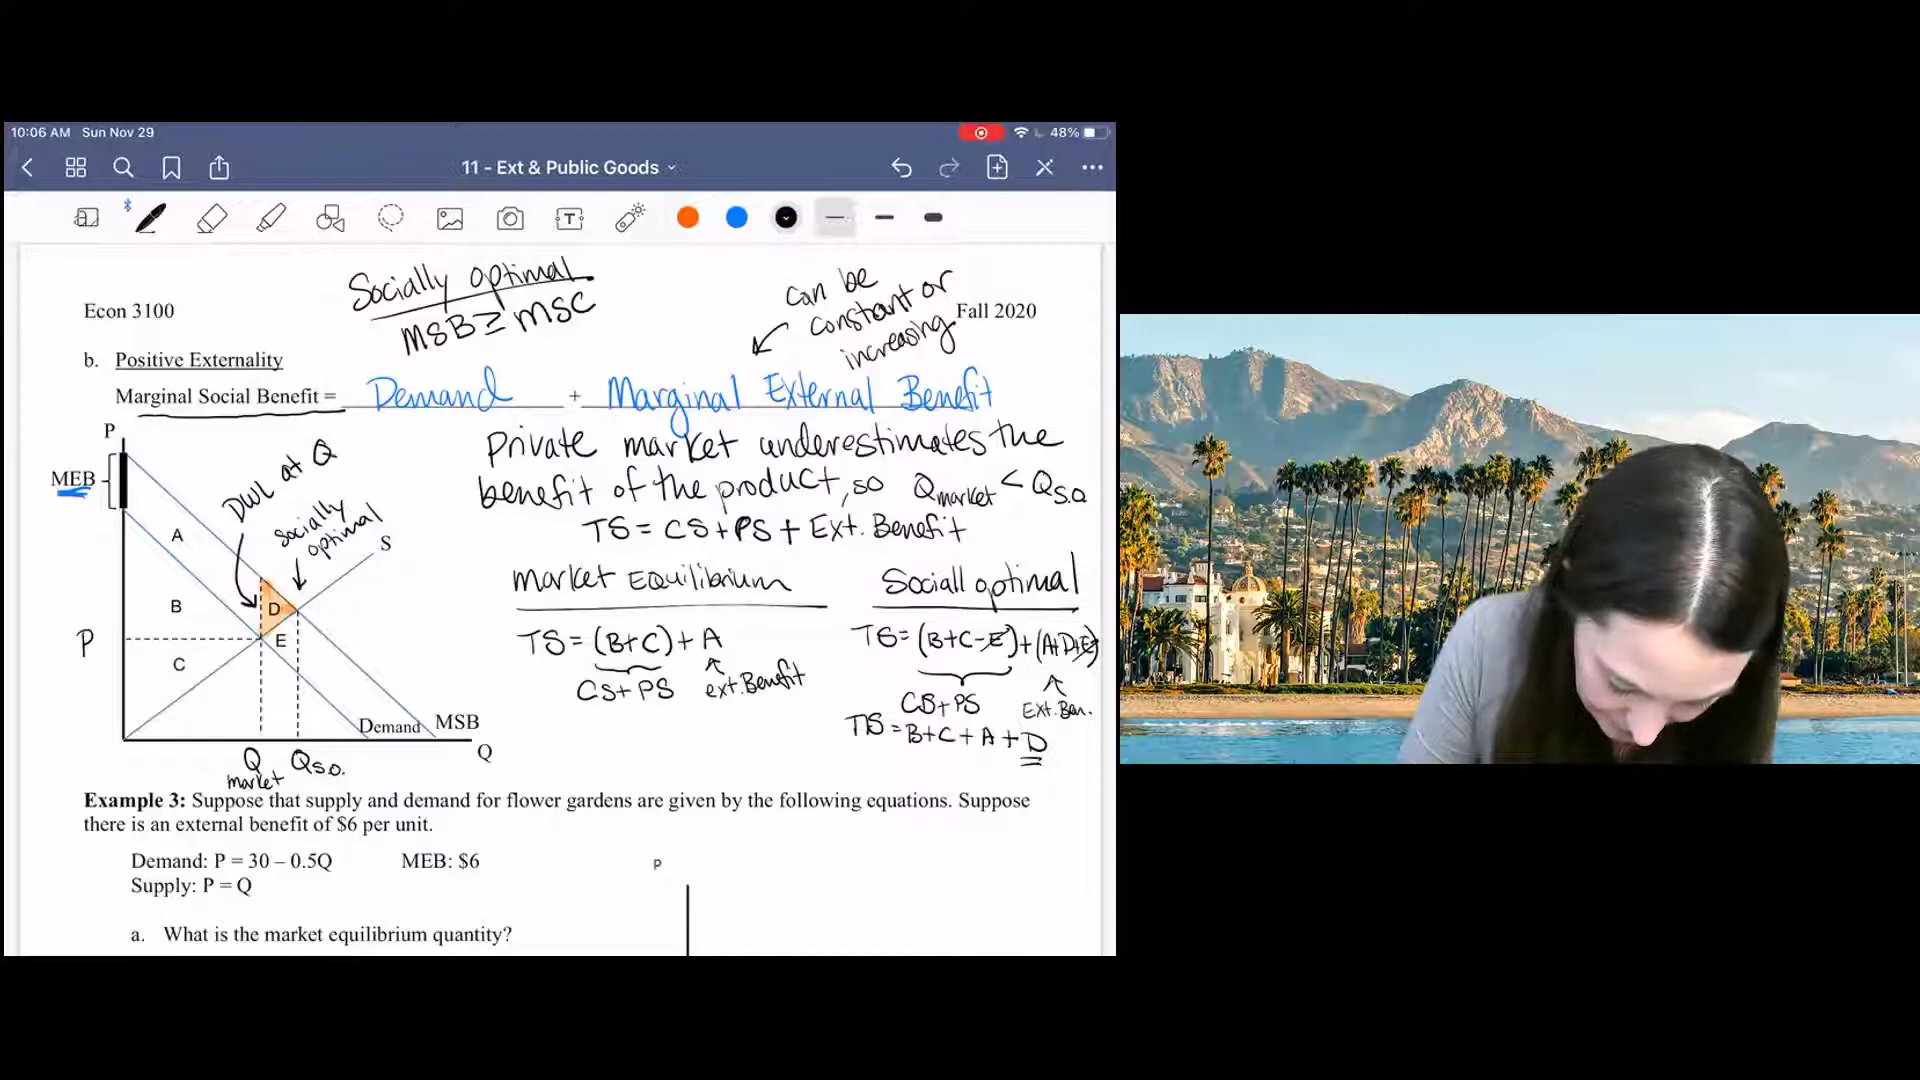 10:06 AM Sun Nov 29
48%
11 - Ext & Public Goods
Socially optimal
MSB ≥ MSC
can be
constant or
increasing
Econ 3100
Fall 2020
b. Positive Externality
Marginal Social Benefit = Demand + Marginal External Benefit
P
MEB
DWL at Q
Socially
optimal
A
B
C
D
E
S
P
Demand
MSB
Q
Q
market
Qs.o.
Private market underestimates the
benefit of the product, so Qmarket < Qs.o
TS = CS + PS + Ext. Benefit
market Equilibrium
TS = (B+C) + A
CS + PS
ext. Benefit
Sociall optimal
TS = (B+C-E) + (A+D+E)
CS + PS
Ext. Ben.
TS = B+C+A+D
Example 3: Suppose that supply and demand for flower gardens are given by the following equations. Suppose
there is an external benefit of $6 per unit.
Demand: P = 30 – 0.5Q MEB: $6
Supply: P = Q
P
a. What is the market equilibrium quantity?